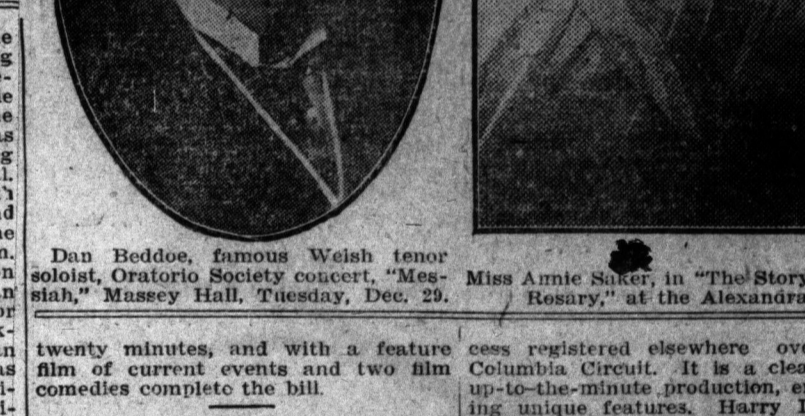 Dan Beddoe, famous Welsh tenor
soloist, Oratorio Society concert, "Mes-
siah," Massey Hall, Tuesday, Dec. 29.
Miss Annie Saker, in "The Story
Rosary," at the Alexandra
twenty minutes, and with a feature
film of current events and two film
comedies complete the bill.
cess registered elsewhere ov
Columbia Circuit. It is a clea
up-to-the-minute production, e
ing unique features. Harry